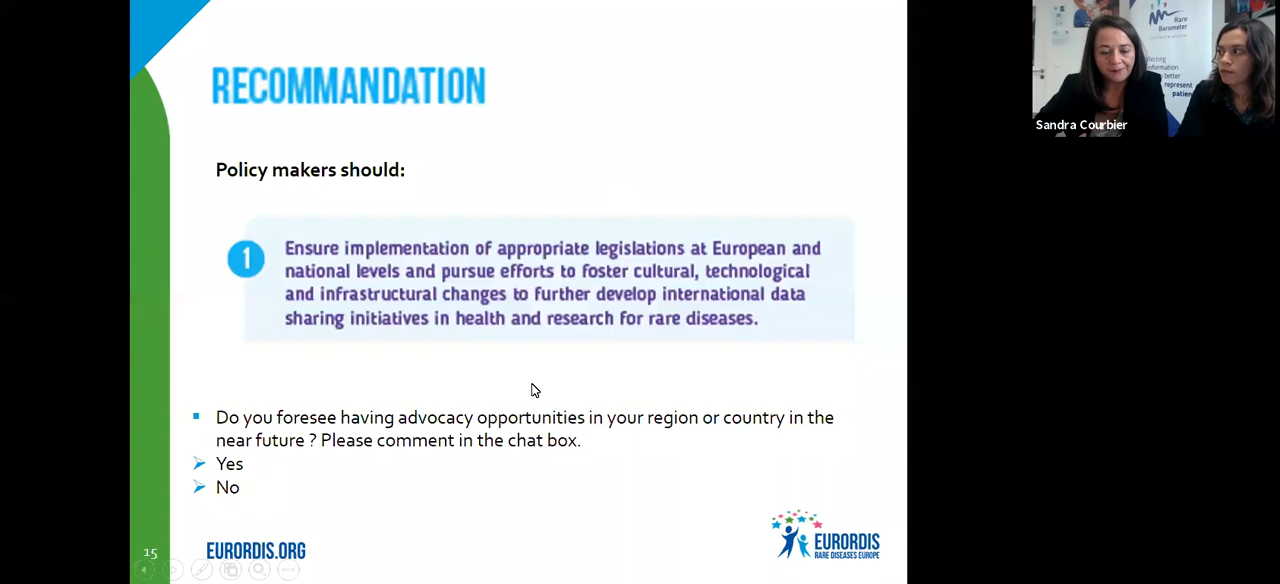 RECOMMANDATION
Policy makers should:
1
Ensure implementation of appropriate legislations at European and
national levels and pursue efforts to foster cultural, technological
and infrastructural changes to further develop international data
sharing initiatives in health and research for rare diseases.
Do you foresee having advocacy opportunities in your region or country in the
near future ? Please comment in the chat box.
Yes
No
15
EURORDIS.ORG
EURORDIS
RARE DISEASES EUROPE
Rare
Barometer
information
better
represent
Sandra Courbier